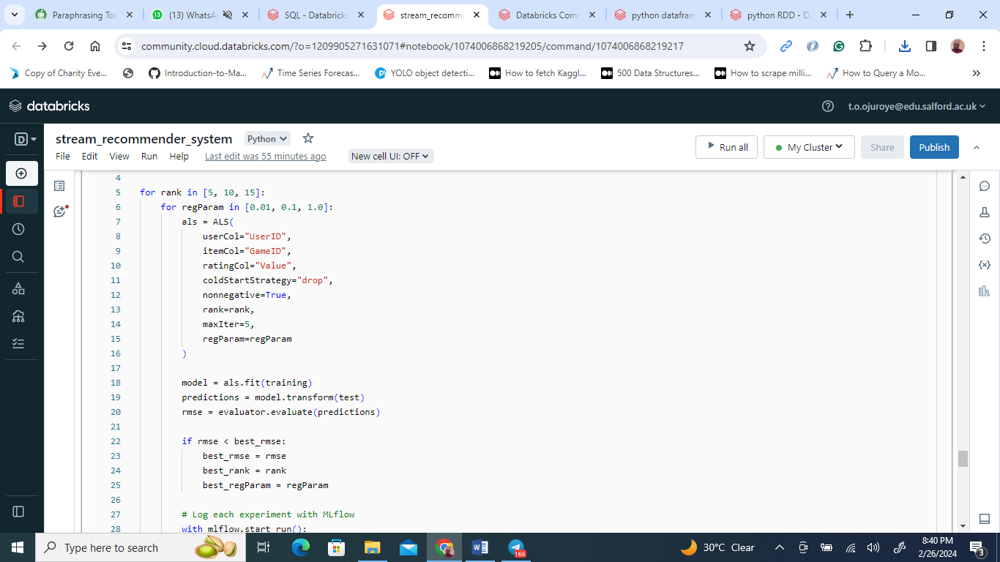 Paraphrasing Too
(13) WhatsAp
SQL - Databricks
stream_recomme
Databricks Com
python datafram
python RDD - Da
community.cloud.databricks.com/?o=1209905271631071#notebook/1074006868219205/command/1074006868219217
Copy of Charity Eve...
Introduction-to-Ma...
Time Series Forecas...
YOLO object detecti...
How to fetch Kaggl...
500 Data Structures...
How to scrape milli...
How to Query a Mo...
databricks
t.o.ojuroye@edu.salford.ac.uk
D
stream_recommender_system
Python
File Edit View Run Help Last edit was 55 minutes ago New cell UI: OFF
Run all
My Cluster
Share
Publish
4
5 for rank in [5, 10, 15]:
6 for regParam in [0.01, 0.1, 1.0]:
7 als = ALS(
8 userCol="UserID",
9 itemCol="GameID",
10 ratingCol="Value",
11 coldStartStrategy="drop",
12 nonnegative=True,
13 rank=rank,
14 maxIter=5,
15 regParam=regParam
16 )
17
18 model = als.fit(training)
19 predictions = model.transform(test)
20 rmse = evaluator.evaluate(predictions)
21
22 if rmse < best_rmse:
23 best_rmse = rmse
24 best_rank = rank
25 best_regParam = regParam
26
27 # Log each experiment with MLflow
28 with mlflow.start_run():
Type here to search
166
30°C Clear
8:40 PM
2/26/2024
3